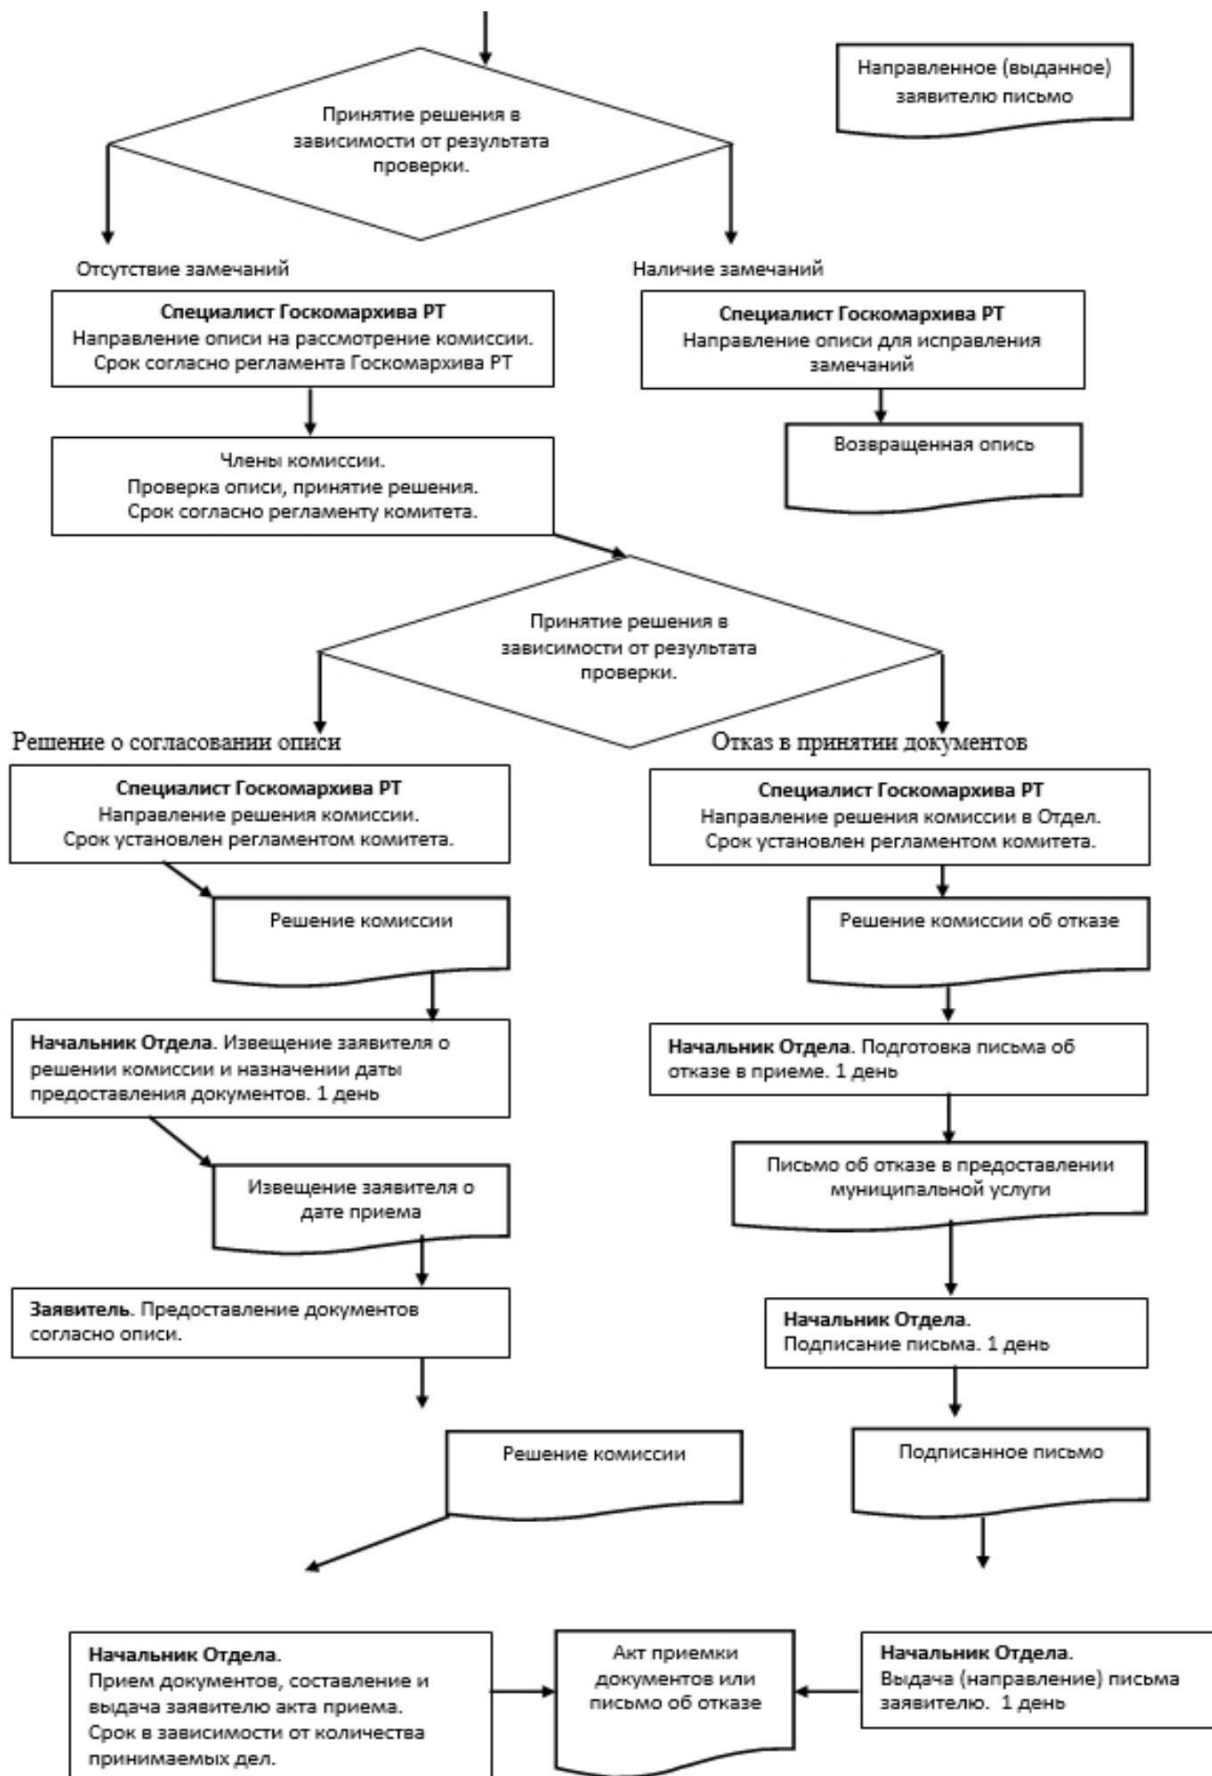 Принятие решения в
зависимости от результата
проверки.
Направленное (выданное)
заявителю письмо
Отсутствие замечаний
Наличие замечаний
Специалист Госкомархива РТ
Направление описи на рассмотрение комиссии.
Срок согласно регламента Госкомархива РТ
Специалист Госкомархива РТ
Направление описи для исправления
замечаний
Члены комиссии.
Проверка описи, принятие решения.
Срок согласно регламенту комитета.
Возвращенная опись
Принятие решения в
зависимости от результата
проверки.
Решение о согласовании описи
Отказ в принятии документов
Специалист Госкомархива РТ
Направление решения комиссии.
Срок установлен регламентом комитета.
Специалист Госкомархива РТ
Направление решения комиссии в Отдел.
Срок установлен регламентом комитета.
Решение комиссии
Решение комиссии об отказе
Начальник Отдела. Извещение заявителя о
решении комиссии и назначении даты
предоставления документов. 1 день
Начальник Отдела. Подготовка письма об
отказе в приеме. 1 день
Извещение заявителя о
дате приема
Письмо об отказе в предоставлении
муниципальной услуги
Заявитель. Предоставление документов
согласно описи.
Начальник Отдела.
Подписание письма. 1 день
Решение комиссии
Подписанное письмо
Начальник Отдела.
Прием документов, составление и
выдача заявителю акта приема.
Срок в зависимости от количества
принимаемых дел.
Акт приемки
документов или
письмо об отказе
Начальник Отдела.
Выдача (направление) письма
заявителю. 1 день